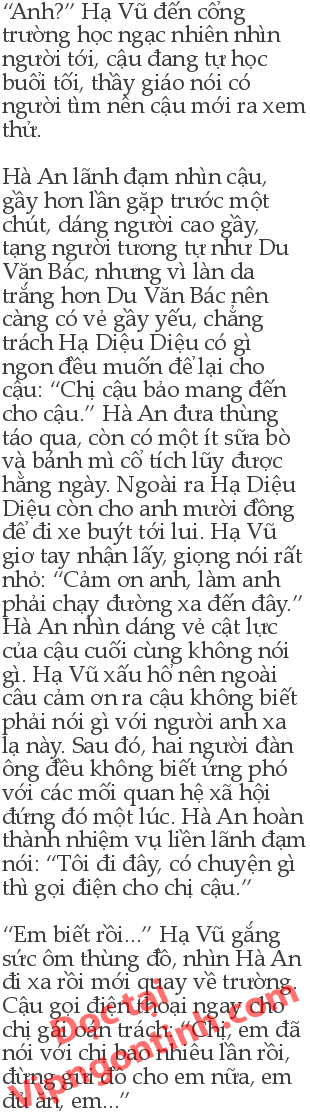 “Anh?” Hạ Vũ đến cổng
trường học ngạc nhiên nhìn
người tới, cậu đang tự học
buổi tối, thầy giáo nói có
người tìm nên cậu mới ra xem
thử.

Hà An lãnh đạm nhìn cậu,
gầy hơn lần gặp trước một
chút, dáng người cao gầy,
tạng người tương tự như Du
Văn Bác, nhưng vì làn da
trắng hơn Du Văn Bác nên
càng có vẻ gầy yếu, chẳng
trách Hạ Diệu Diệu có gì
ngon đều muốn để lại cho
cậu: “Chị cậu bảo mang đến
cho cậu.” Hà An đưa thùng
táo qua, còn có một ít sữa bò
và bánh mì cổ tích lũy được
hằng ngày. Ngoài ra Hạ Diệu
Diệu còn cho anh mười đồng
để đi xe buýt tới lui. Hạ Vũ
giơ tay nhận lấy, giọng nói rất
nhỏ: “Cảm ơn anh, làm anh
phải chạy đường xa đến đây.”
Hà An nhìn dáng vẻ cật lực
của cậu cuối cùng không nói
gì. Hạ Vũ xấu hổ nên ngoài
câu cảm ơn ra cậu không biết
phải nói gì với người anh xa
lạ này. Sau đó, hai người đàn
ông đều không biết ứng phó
với các mối quan hệ xã hội
đứng đó một lúc. Hà An hoàn
thành nhiệm vụ liền lãnh đạm
nói: “Tôi đi đây, có chuyện gì
thì gọi điện cho chị cậu.”

“Em biết rồi...” Hạ Vũ gắng
sức ôm thùng đồ, nhìn Hà An
đi xa rồi mới quay về trường.
Cậu gọi điện thoại ngay cho
chị gái oán trách: “Chị, em đã
nói với chị bao nhiêu lần rồi,
đừng gửi đồ cho em nữa, em
đủ ăn, em...”
Đọc tại
Vipngontinh.com